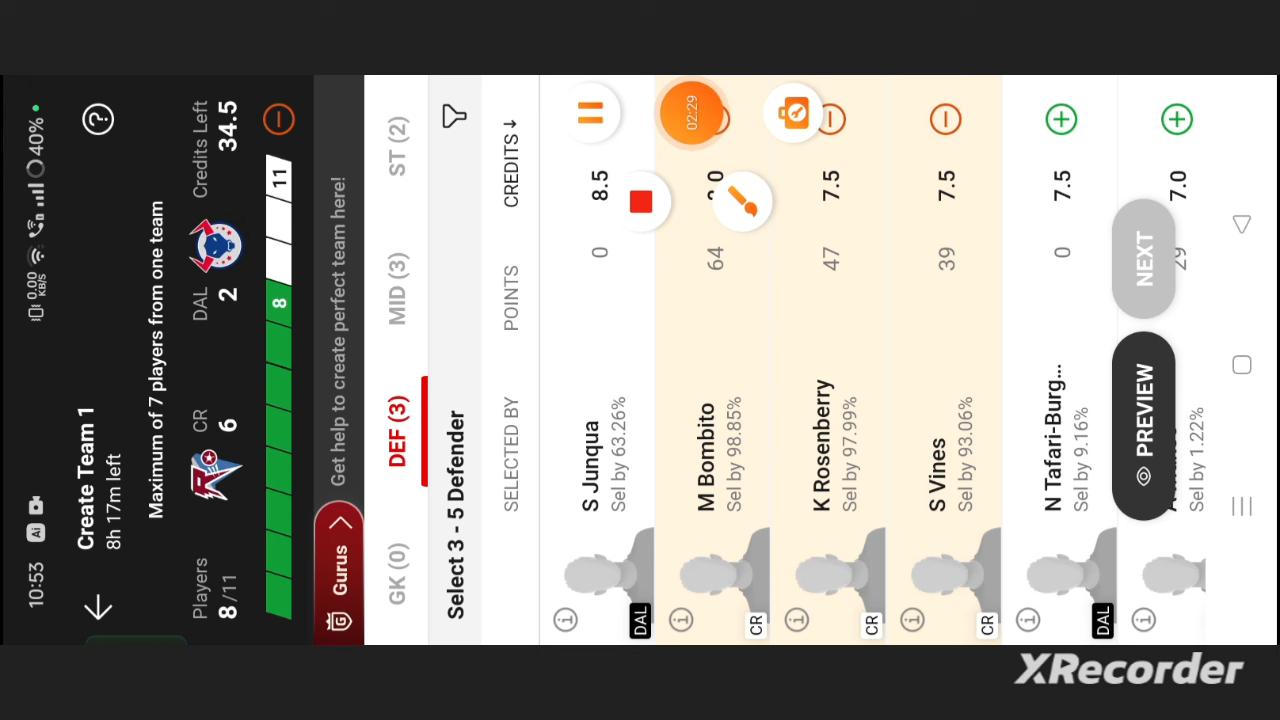 10:53 Ai 0.00 KB/S 40%
Create Team 1
8h 17m left
Maximum of 7 players from one team
Players CR DAL Credits Left
8/11 6 2 34.5
8 11
Gurus Get help to create perfect team here!
GK (0) DEF (3) MID (3) ST (2)
Select 3 - 5 Defender
SELECTED BY POINTS CREDITS
DAL S Junqua 0 8.5
Sel by 63.26%
02:29
CR M Bombito 64
Sel by 98.85%
CR K Rosenberry 47 7.5
Sel by 97.99%
CR S Vines 39 7.5
Sel by 93.06%
DAL N Tafari-Burg... 0 7.5
Sel by 9.16%
PREVIEW NEXT
29 7.0
Sel by 1.22%
XRecorder